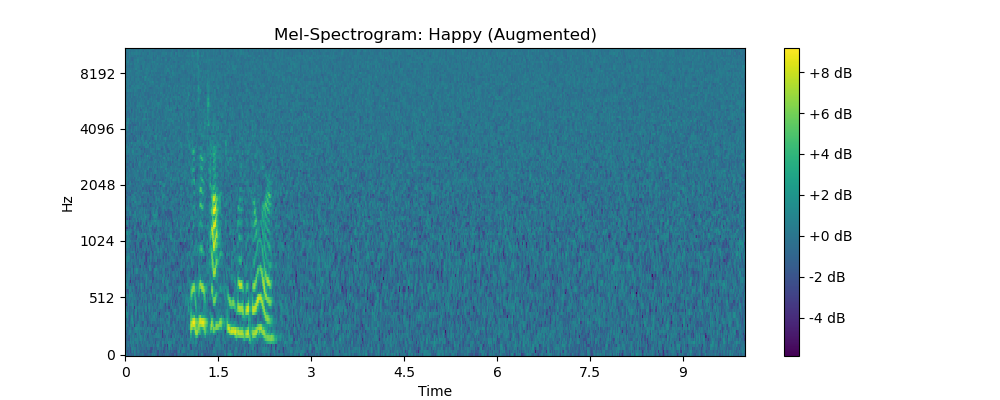 Mel-Spectrogram: Happy (Augmented)
8192
4096
2048
1024
512
0
Hz
0 1.5 3 4.5 6 7.5 9
Time
+8 dB
+6 dB
+4 dB
+2 dB
+0 dB
-2 dB
-4 dB